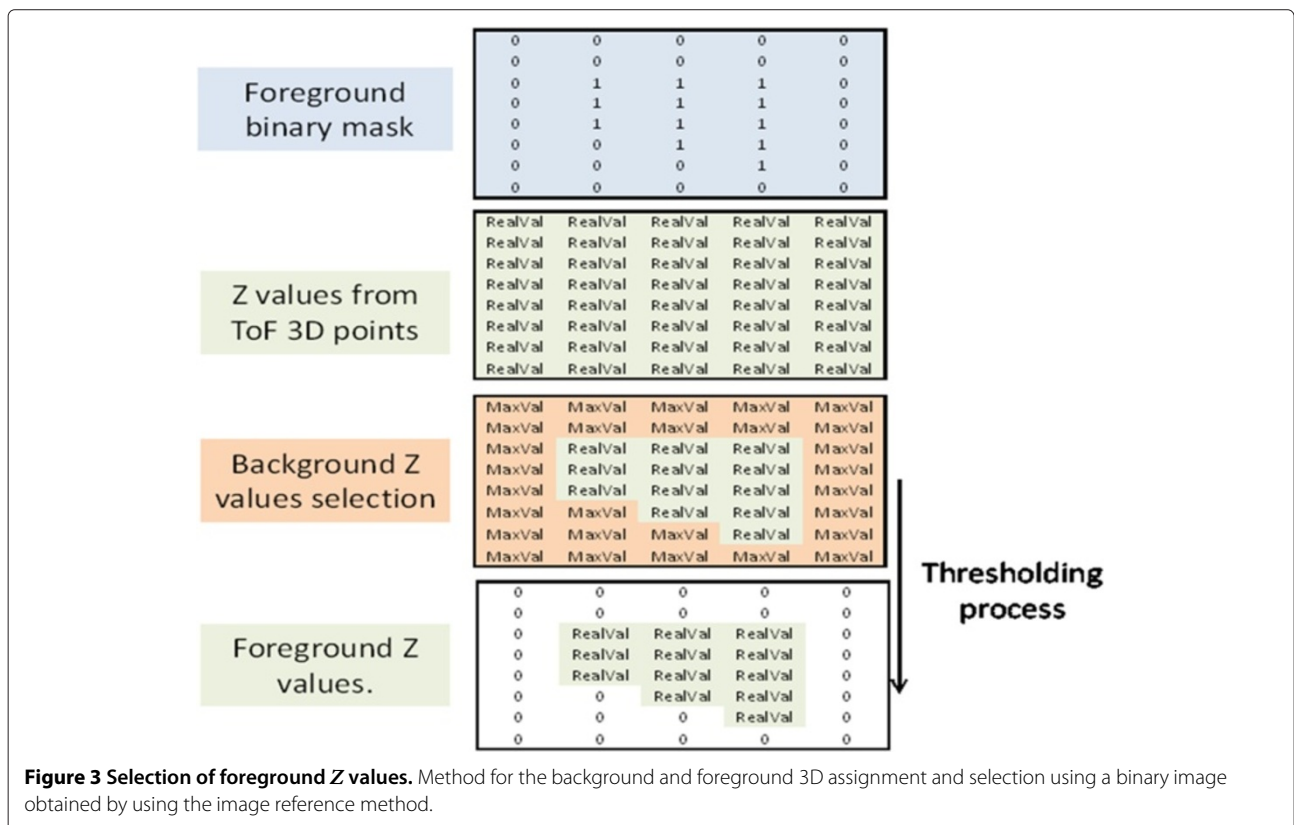 Foreground
binary mask
0 0 0 0 0
0 0 0 0 0
0 1 1 1 0
0 1 1 1 0
0 1 1 1 0
0 0 1 1 0
0 0 0 1 0
0 0 0 0 0
Z values from
ToF 3D points
RealVal RealVal RealVal RealVal RealVal
RealVal RealVal RealVal RealVal RealVal
RealVal RealVal RealVal RealVal RealVal
RealVal RealVal RealVal RealVal RealVal
RealVal RealVal RealVal RealVal RealVal
RealVal RealVal RealVal RealVal RealVal
RealVal RealVal RealVal RealVal RealVal
RealVal RealVal RealVal RealVal RealVal
Background Z
values selection
MaxVal MaxVal MaxVal MaxVal MaxVal
MaxVal MaxVal MaxVal MaxVal MaxVal
MaxVal RealVal RealVal RealVal MaxVal
MaxVal RealVal RealVal RealVal MaxVal
MaxVal RealVal RealVal RealVal MaxVal
MaxVal MaxVal RealVal RealVal MaxVal
MaxVal MaxVal MaxVal RealVal MaxVal
MaxVal MaxVal MaxVal MaxVal MaxVal
Thresholding
process
Foreground Z
values.
0 0 0 0 0
0 0 0 0 0
0 RealVal RealVal RealVal 0
0 RealVal RealVal RealVal 0
0 RealVal RealVal RealVal 0
0 0 RealVal RealVal 0
0 0 0 RealVal 0
0 0 0 0 0
Figure 3 Selection of foreground Z values. Method for the background and foreground 3D assignment and selection using a binary image
obtained by using the image reference method.